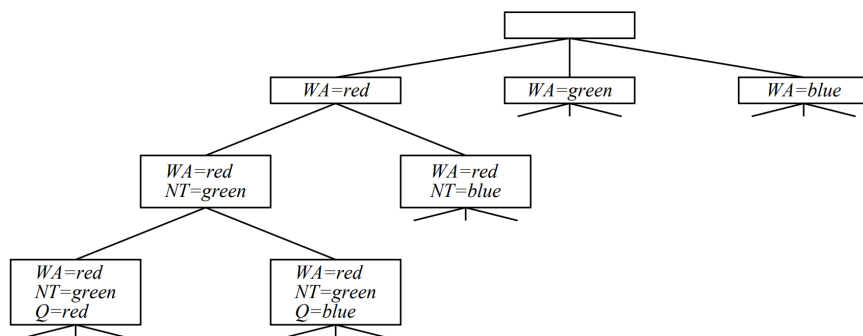 WA=red
WA=green
WA=blue
WA=red
NT=green
WA=red
NT=blue
WA=red
NT=green
Q=red
WA=red
NT=green
Q=blue